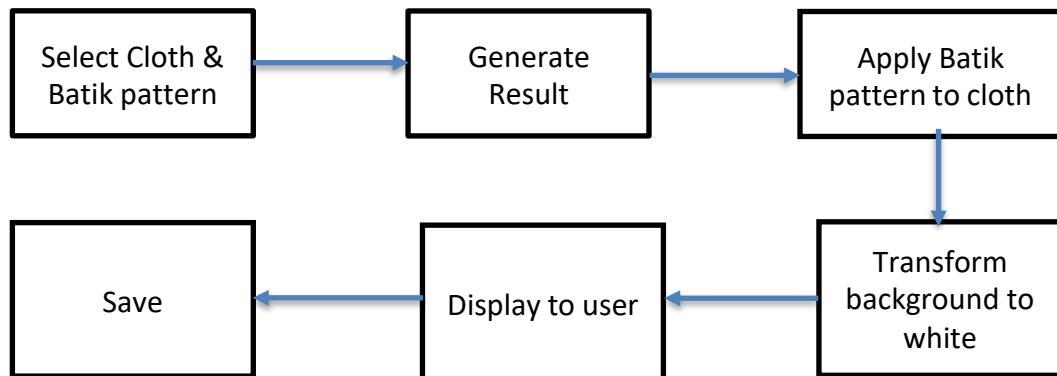 Select Cloth &
Batik pattern
Generate
Result
Apply Batik
pattern to cloth
Transform
background to
white
Display to user
Save